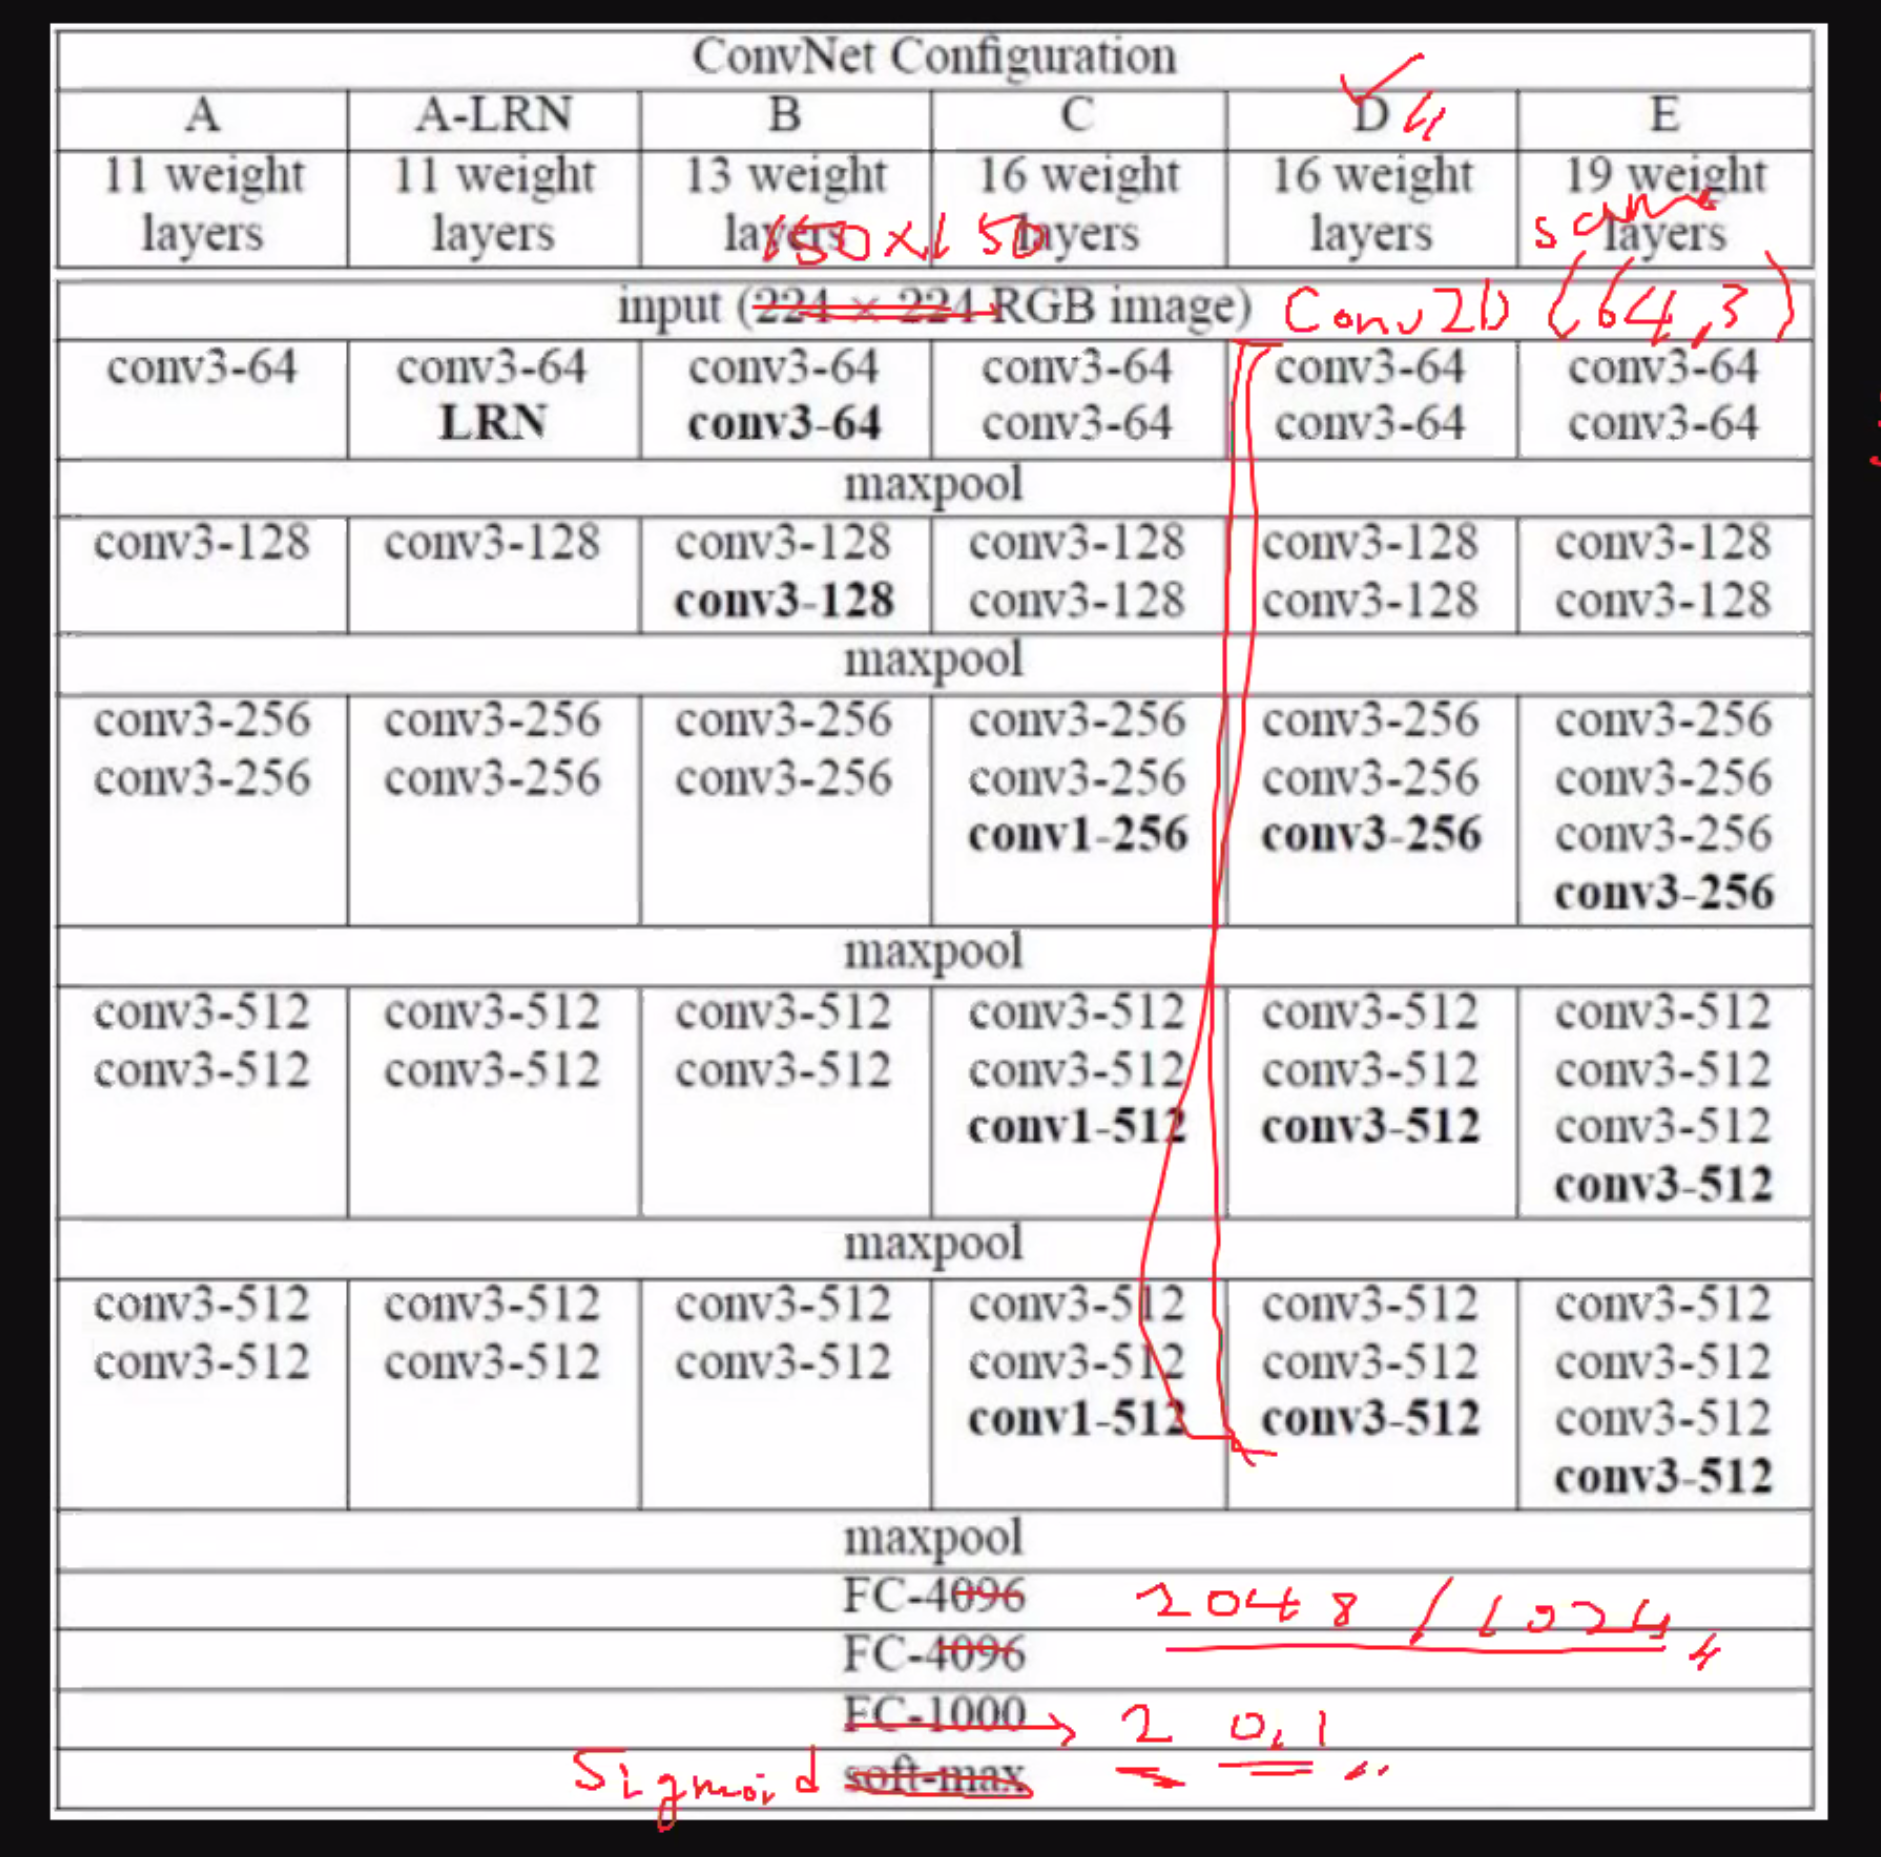 ConvNet Configuration
A A-LRN B C D E
11 weight 11 weight 13 weight 16 weight 16 weight 19 weight
layers layers layers layers layers layers
150×150 same
input (224 × 224 RGB image) Conv2D (64,3)
conv3-64 conv3-64 conv3-64 conv3-64 conv3-64 conv3-64
LRN conv3-64 conv3-64 conv3-64 conv3-64
maxpool
conv3-128 conv3-128 conv3-128 conv3-128 conv3-128 conv3-128
conv3-128 conv3-128 conv3-128 conv3-128
maxpool
conv3-256 conv3-256 conv3-256 conv3-256 conv3-256 conv3-256
conv3-256 conv3-256 conv3-256 conv3-256 conv3-256 conv3-256
conv1-256 conv3-256 conv3-256
conv3-256
maxpool
conv3-512 conv3-512 conv3-512 conv3-512 conv3-512 conv3-512
conv3-512 conv3-512 conv3-512 conv3-512 conv3-512 conv3-512
conv1-512 conv3-512 conv3-512
conv3-512
maxpool
conv3-512 conv3-512 conv3-512 conv3-512 conv3-512 conv3-512
conv3-512 conv3-512 conv3-512 conv3-512 conv3-512 conv3-512
conv1-512 conv3-512 conv3-512
conv3-512
maxpool
FC-4096 2048 / 1024
FC-4096
FC-1000 → 2 0,1
Sigmoid soft-max